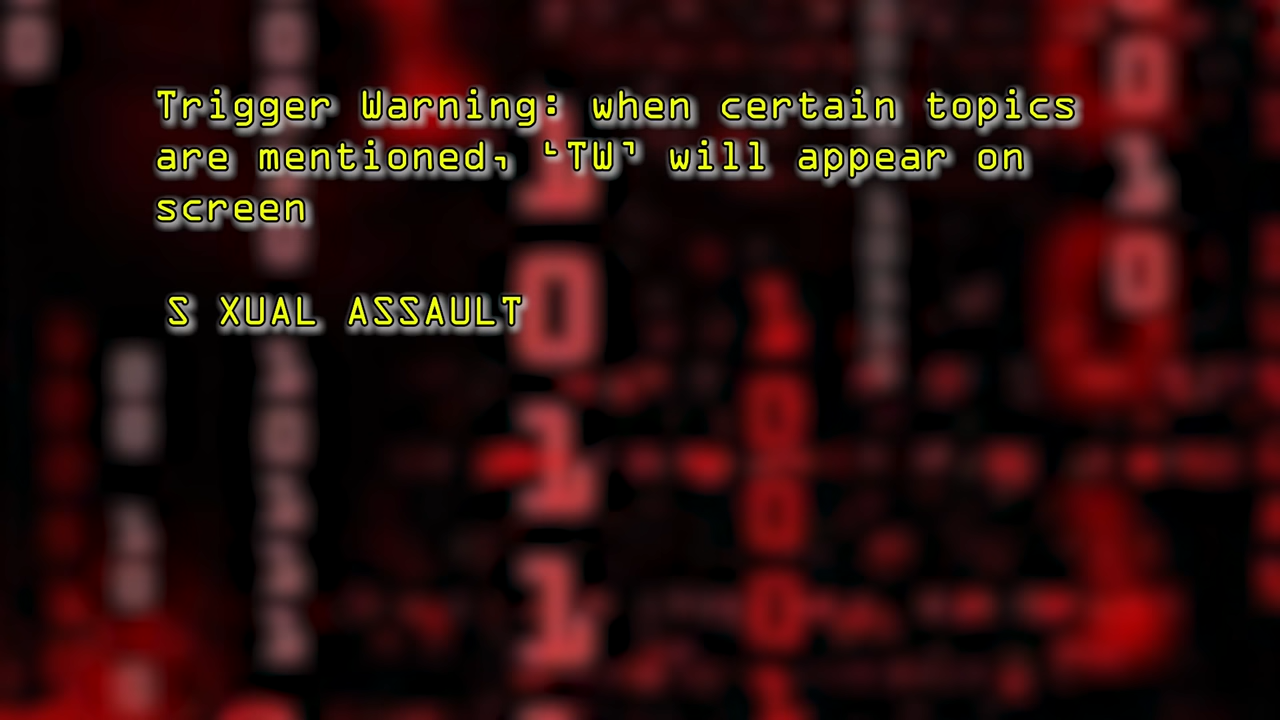 Trigger Warning: when certain topics
are mentioned, 'TW' will appear on
screen
S XUAL ASSAULT